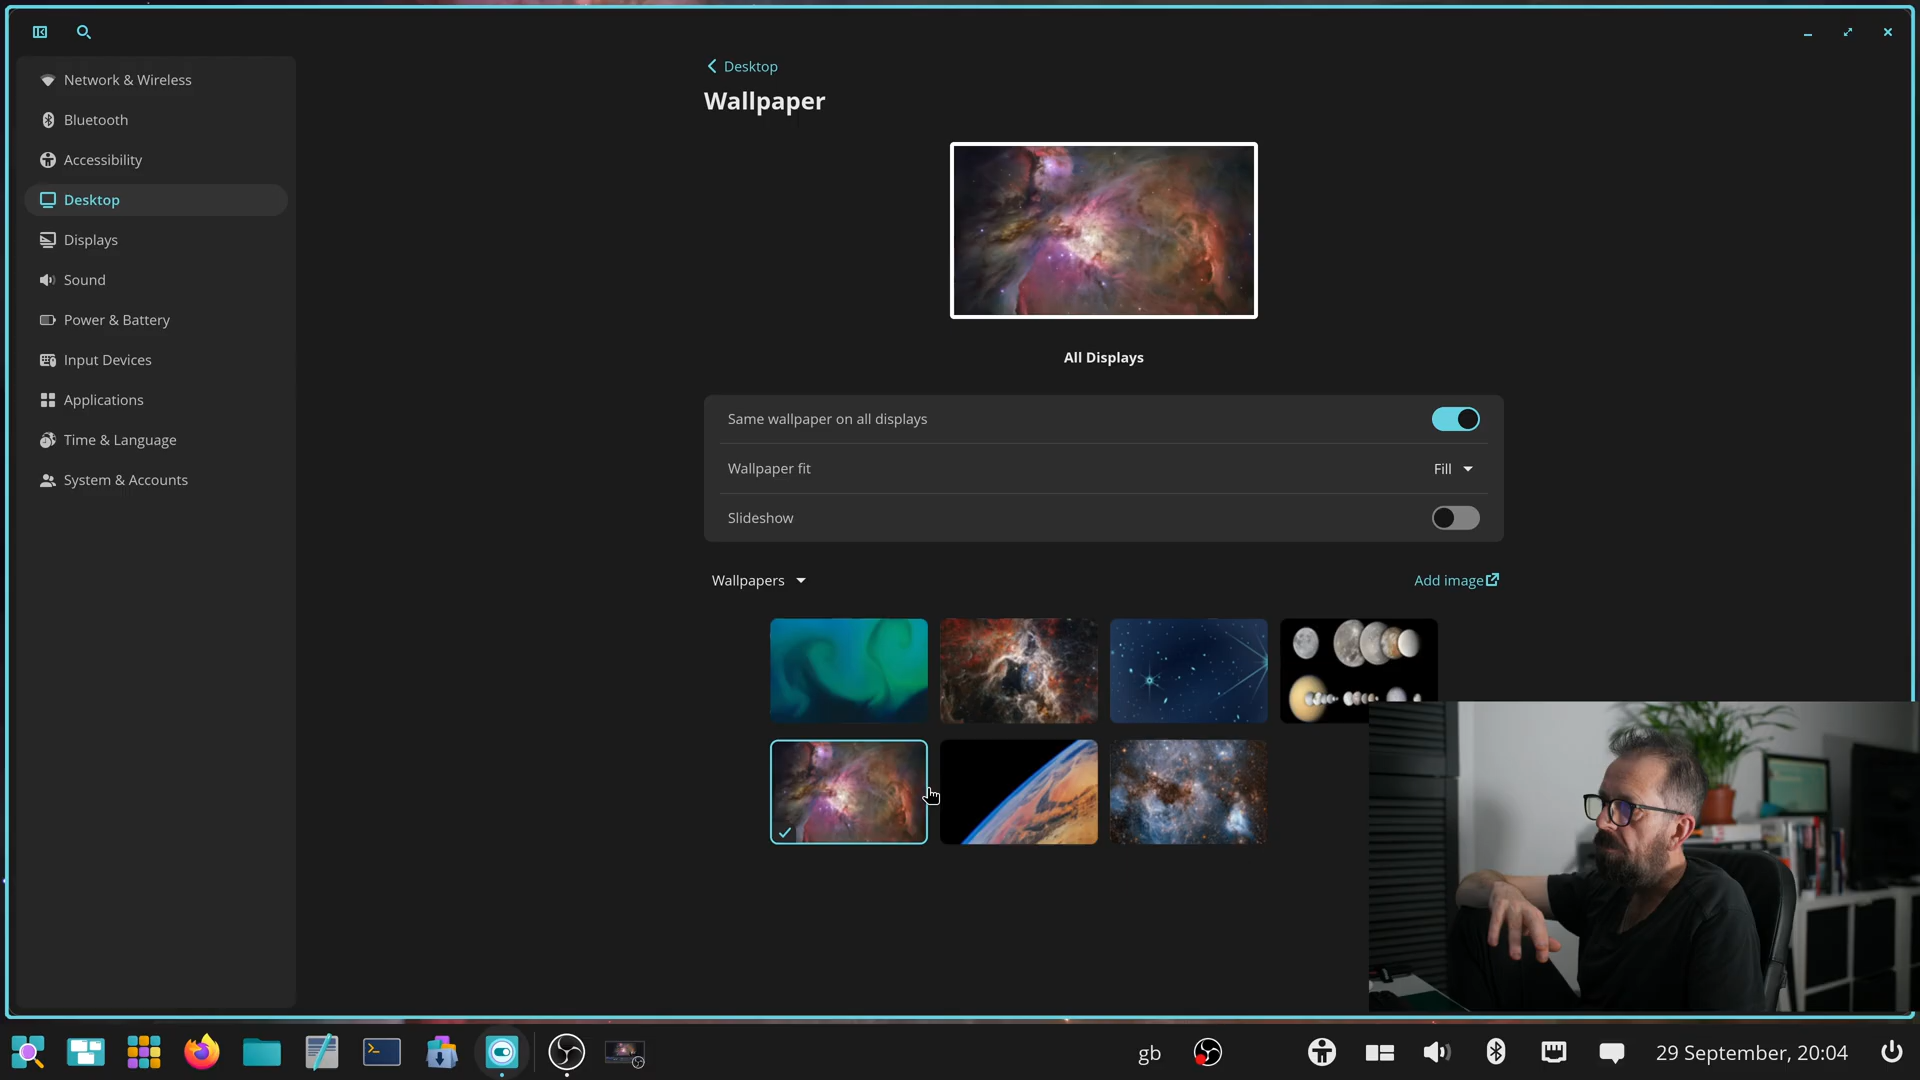 Network & Wireless
Bluetooth
Accessibility
Desktop
Displays
Sound
Power & Battery
Input Devices
Applications
Time & Language
System & Accounts
Desktop
Wallpaper
All Displays
Same wallpaper on all displays
Wallpaper fit
Fill
Slideshow
Wallpapers
Add image
gb
29 September, 20:04